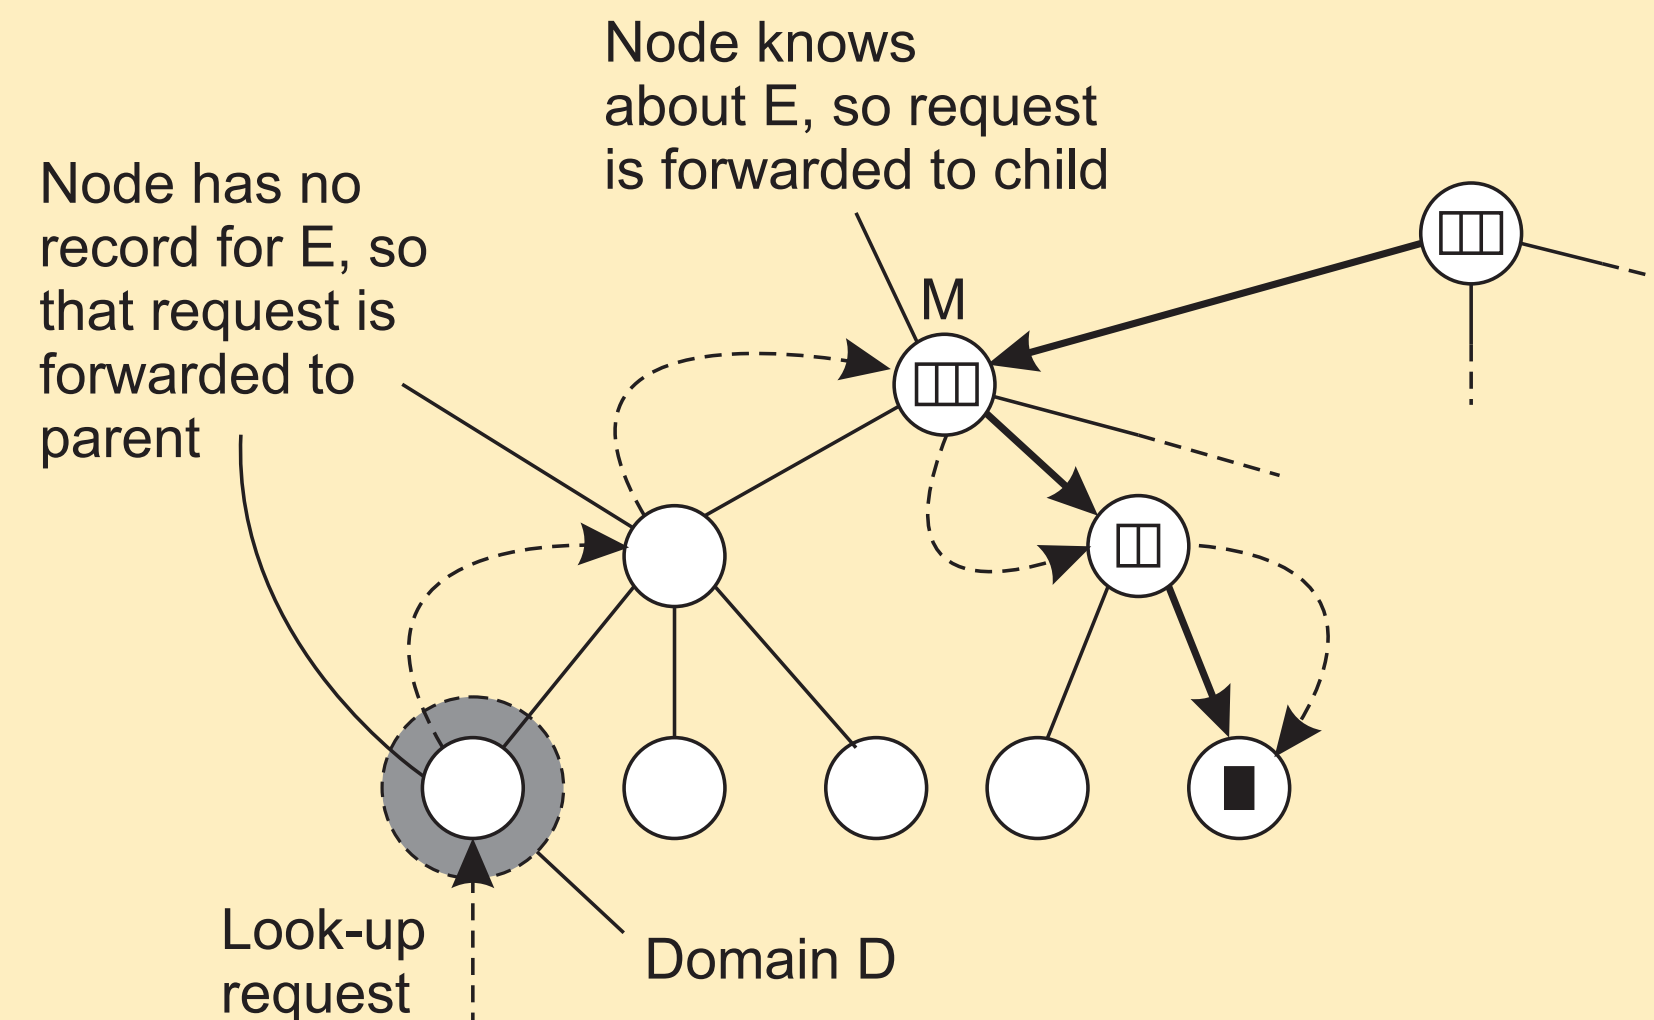 Node knows
about E, so request
is forwarded to child
Node has no
record for E, so
that request is
forwarded to
parent
M
Look-up
request
Domain D